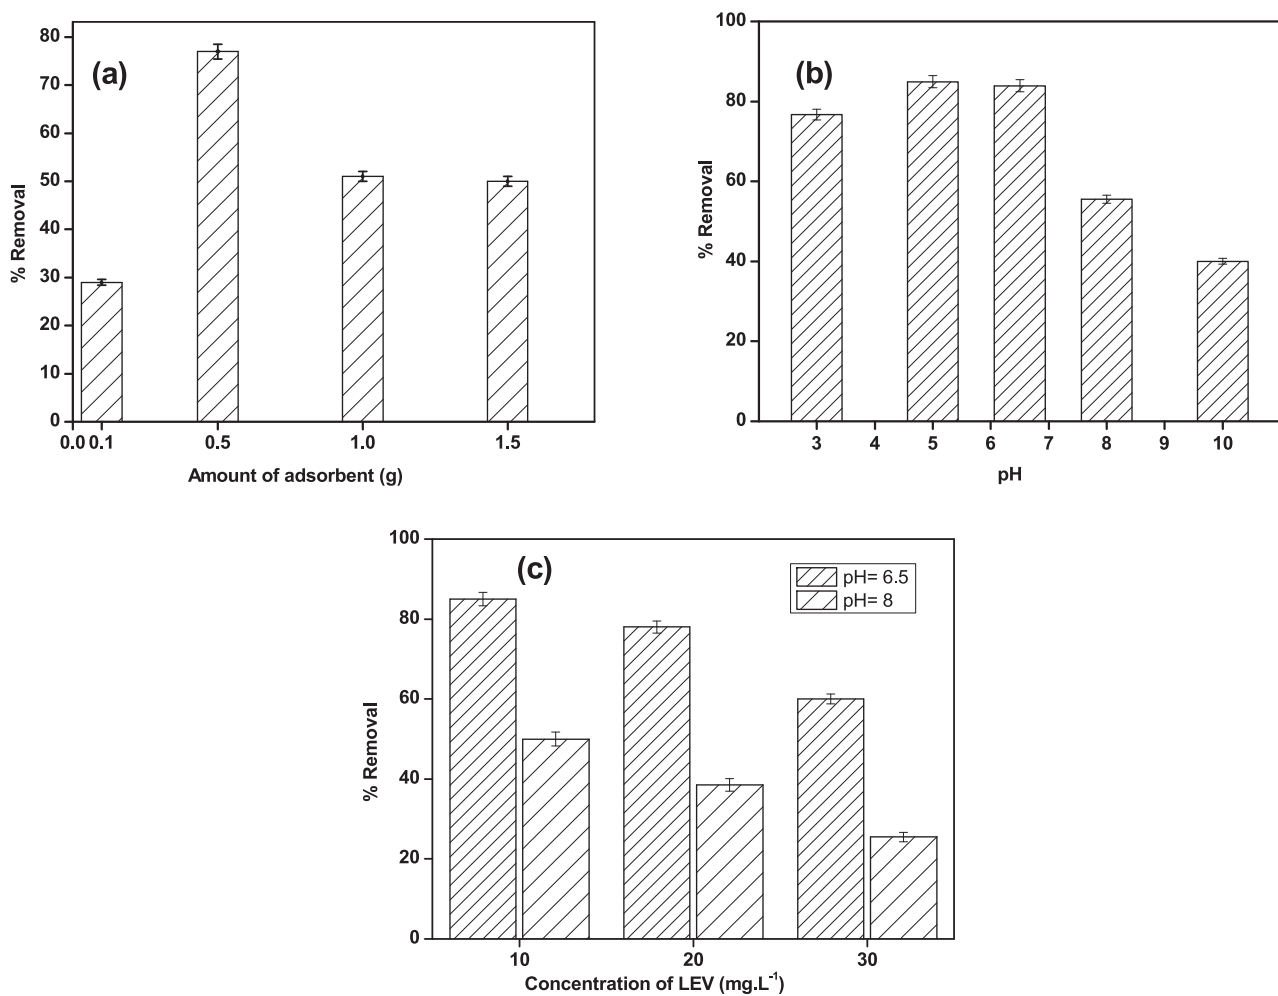 (a)
80
70
60
50
40
30
20
10
0
% Removal
0.0 0.1 0.5 1.0 1.5
Amount of adsorbent (g)
(b)
100
80
60
40
20
0
% Removal
3 4 5 6 7 8 9 10
pH
(c)
pH= 6.5
pH= 8
100
80
60
40
20
0
% Removal
10 20 30
Concentration of LEV (mg.L⁻¹)